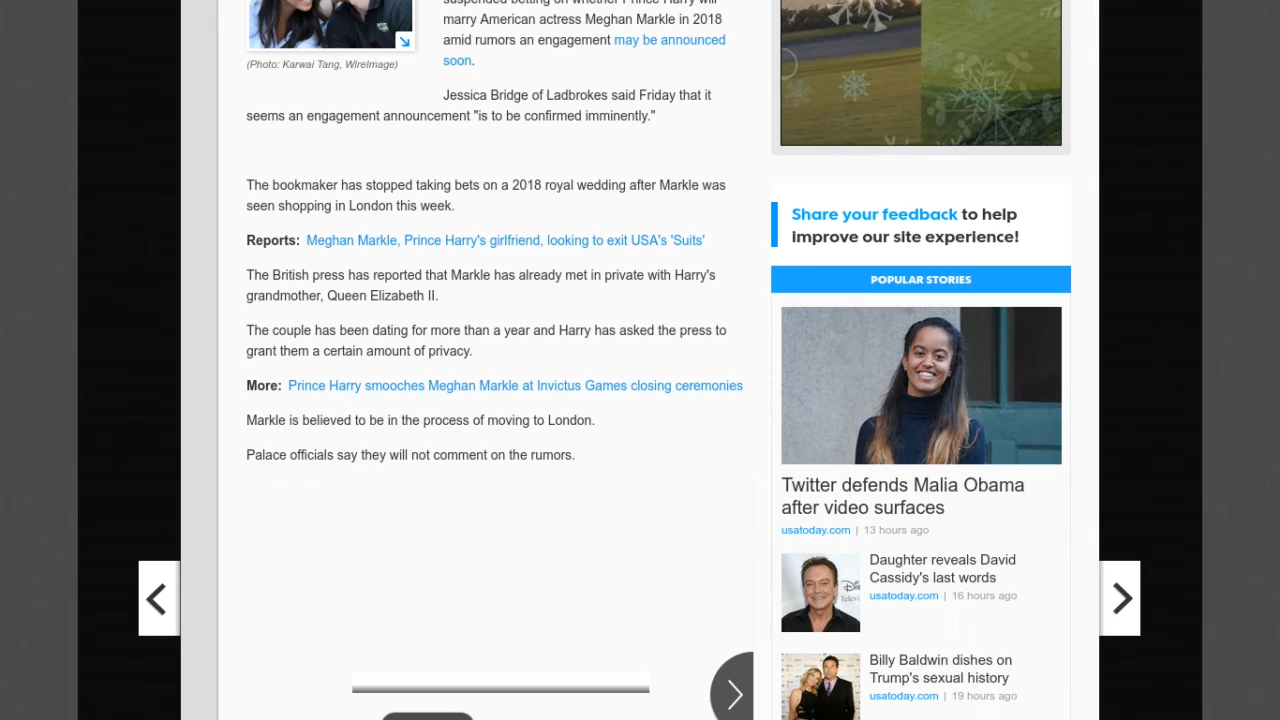 suspended betting on whether Prince Harry will
marry American actress Meghan Markle in 2018
amid rumors an engagement may be announced
soon.
(Photo: Karwai Tang, WireImage)
Jessica Bridge of Ladbrokes said Friday that it
seems an engagement announcement "is to be confirmed imminently."
The bookmaker has stopped taking bets on a 2018 royal wedding after Markle was
seen shopping in London this week.
Reports: Meghan Markle, Prince Harry's girlfriend, looking to exit USA's 'Suits'
The British press has reported that Markle has already met in private with Harry's
grandmother, Queen Elizabeth II.
The couple has been dating for more than a year and Harry has asked the press to
grant them a certain amount of privacy.
More: Prince Harry smooches Meghan Markle at Invictus Games closing ceremonies
Markle is believed to be in the process of moving to London.
Palace officials say they will not comment on the rumors.
Share your feedback to help
improve our site experience!
POPULAR STORIES
Twitter defends Malia Obama
after video surfaces
usatoday.com | 13 hours ago
Daughter reveals David
Cassidy's last words
usatoday.com | 16 hours ago
Billy Baldwin dishes on
Trump's sexual history
usatoday.com | 19 hours ago